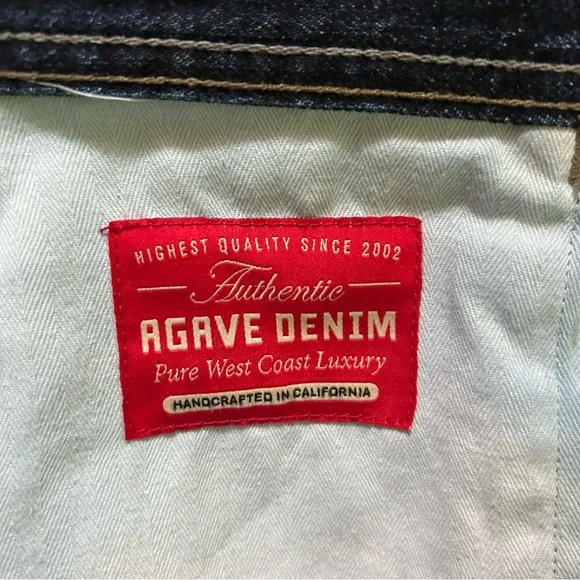 HIGHEST QUALITY SINCE 2002
Authentic
AGAVE DENIM
Pure West Coast Luxury
HANDCRAFTED IN CALIFORNIA